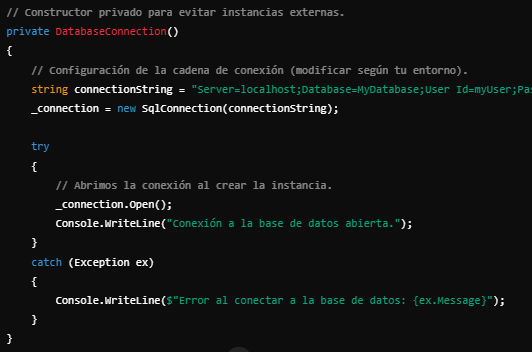 // Constructor privado para evitar instancias externas.
private DatabaseConnection()
{
// Configuración de la cadena de conexión (modificar según tu entorno).
string connectionString = "Server=localhost;Database=MyDatabase;User Id=myUser;Pas
_connection = new SqlConnection(connectionString);
try
{
// Abrimos la conexión al crear la instancia.
_connection.Open();
Console.WriteLine("Conexión a la base de datos abierta.");
}
catch (Exception ex)
{
Console.WriteLine($"Error al conectar a la base de datos: {ex.Message}");
}
}